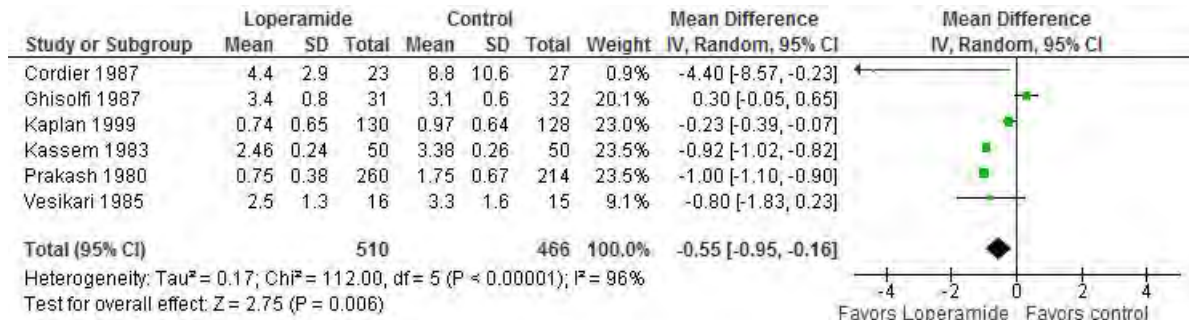 Loperamide Control Mean Difference Mean Difference
Study or Subgroup Mean SD Total Mean SD Total Weight IV, Random, 95% CI IV, Random, 95% CI
Cordier 1987 4.4 2.9 23 8.8 10.6 27 0.9% -4.40 [-8.57, -0.23]
Ghisolfi 1987 3.4 0.8 31 3.1 0.6 32 20.1% 0.30 [-0.05, 0.65]
Kaplan 1999 0.74 0.65 130 0.97 0.64 128 23.0% -0.23 [-0.39, -0.07]
Kassem 1983 2.46 0.24 50 3.38 0.26 50 23.5% -0.92 [-1.02, -0.82]
Prakash 1980 0.75 0.38 260 1.75 0.67 214 23.5% -1.00 [-1.10, -0.90]
Vesikari 1985 2.5 1.3 16 3.3 1.6 15 9.1% -0.80 [-1.83, 0.23]
Total (95% CI) 510 466 100.0% -0.55 [-0.95, -0.16]
Heterogeneity: Tau² = 0.17; Chi² = 112.00, df = 5 (P < 0.00001); I² = 96%
Test for overall effect: Z = 2.75 (P = 0.006)
-4 -2 0 2 4
Favors Loperamide Favors control